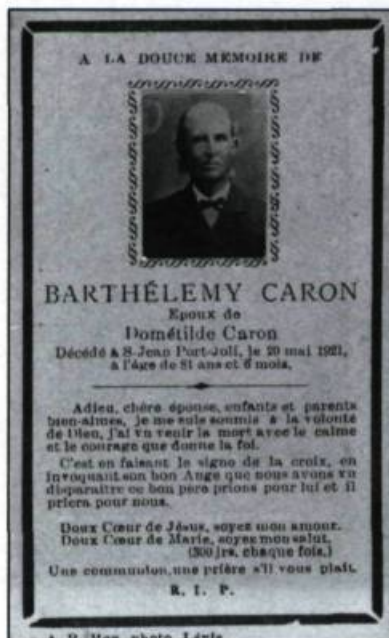 A LA DOUCE MÉMOIRE DE
BARTHÉLEMY CARON
Epoux de
Dométilde Caron
Décédé à S-Jean Port-Joli, le 20 mai 1921,
à l'âge de 81 ans et 6 mois.
Adieu, chère épouse, enfants et parents
bien-aimés, je me suis soumis à la volonté
de Dieu, j'ai vu venir la mort avec le calme
et le courage que donne la foi.
C'est en faisant le signe de la croix, en
invoquant son bon Ange que nous avons vu
disparaître ce bon père prions pour lui et il
priera pour nous.
Doux Cœur de Jésus, soyez mon amour.
Doux Cœur de Marie, soyez mon salut.
(300 jrs. chaque fois.)
Une communion, une prière s'il vous plait.
R. I. P.
photo Lévis